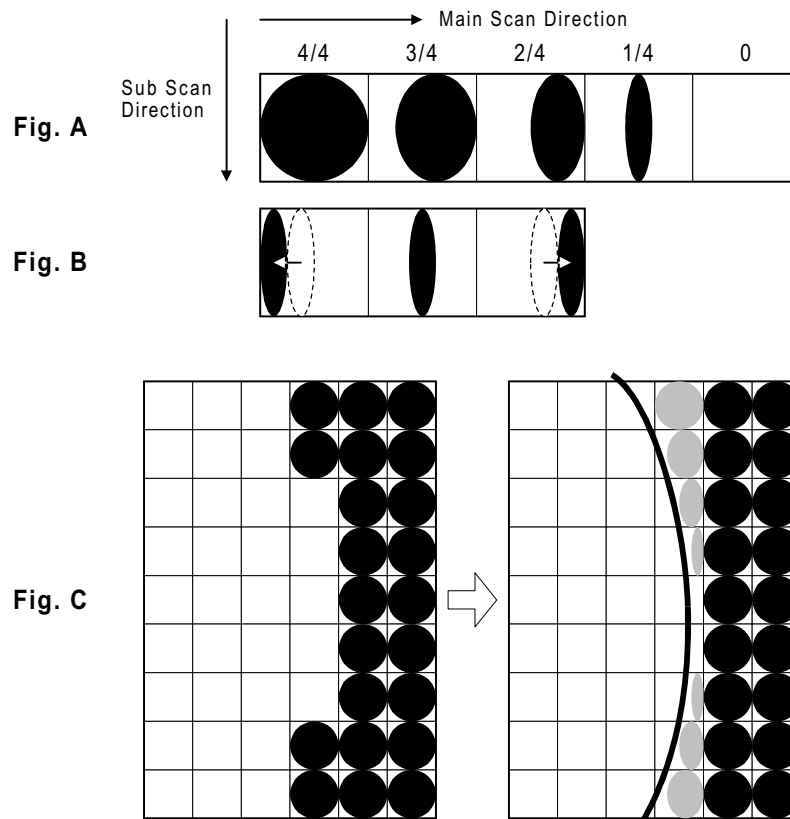 Main Scan Direction
4/4 3/4 2/4 1/4 0
Sub Scan
Direction
Fig. A
Fig. B
Fig. C